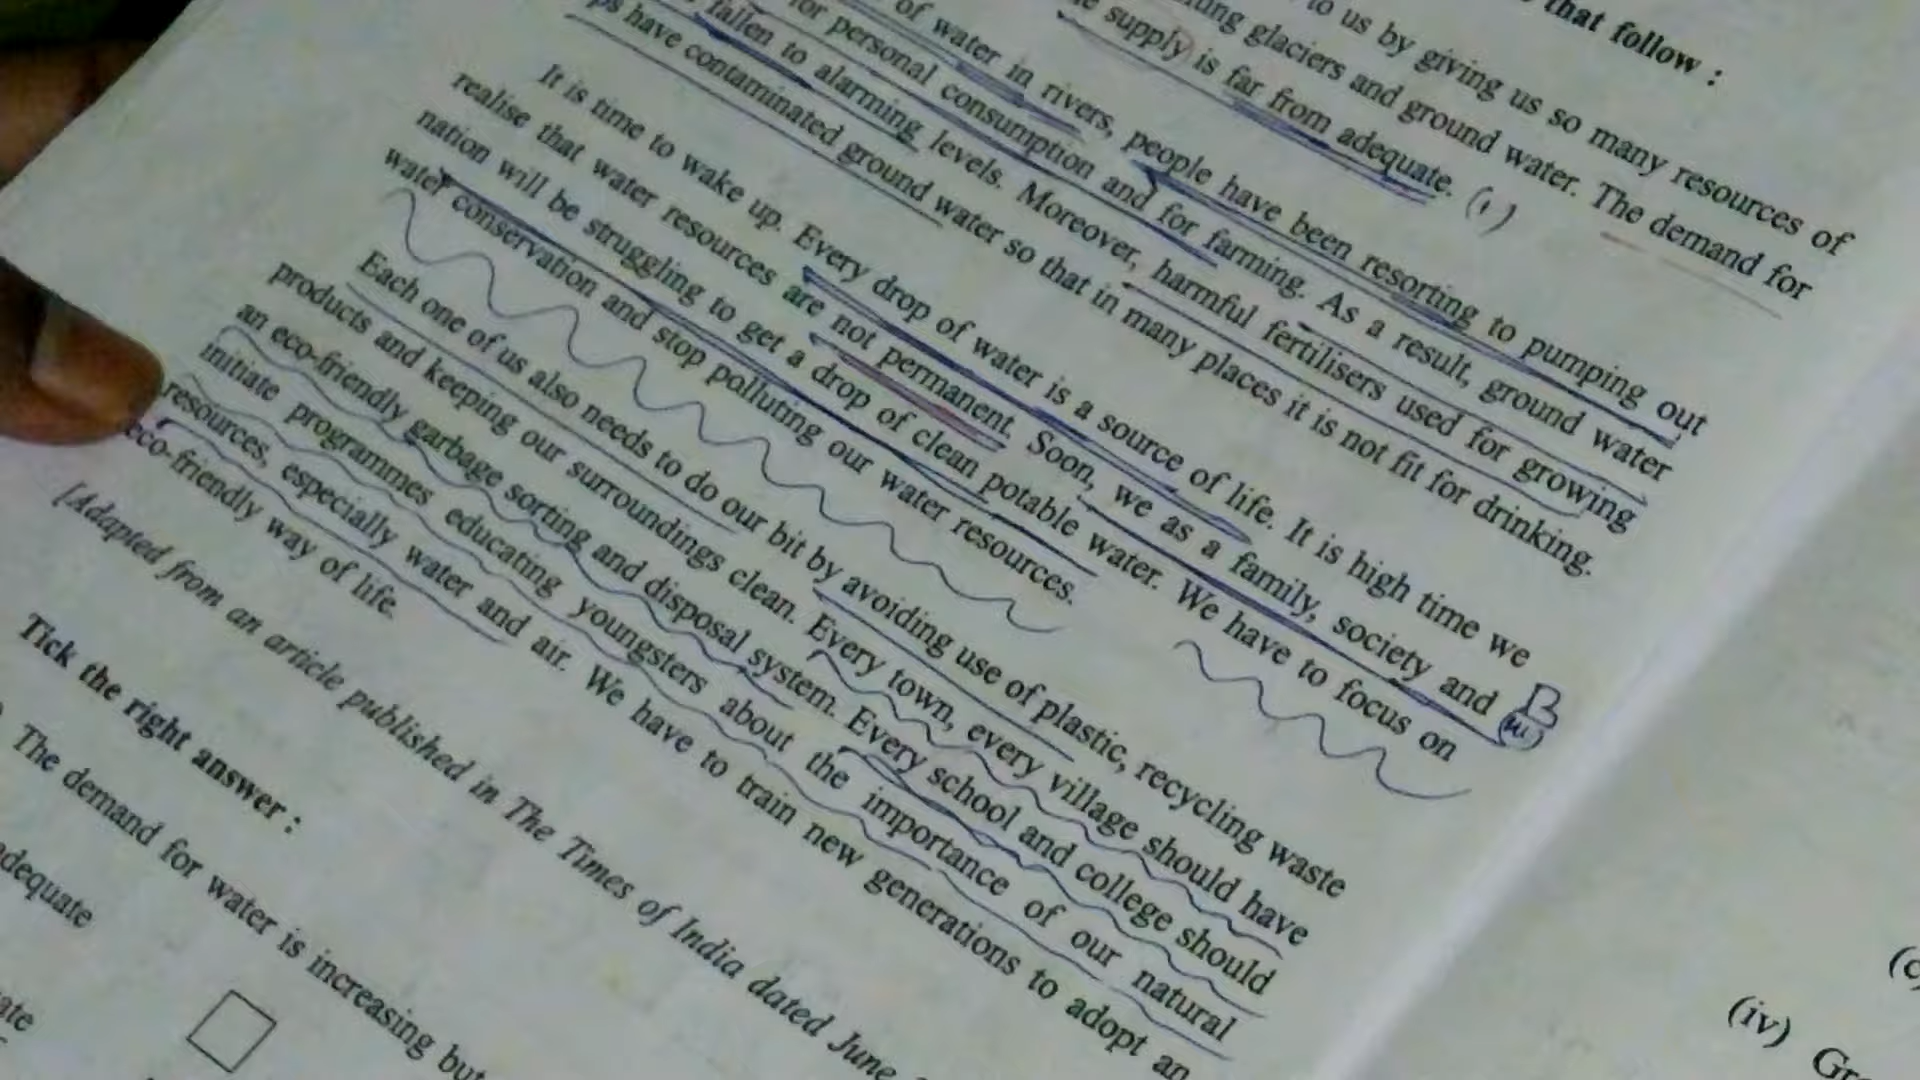 that follow :
to us by giving us so many resources of
glaciers and ground water. The demand for
supply is far from adequate. (i)
of water in rivers, people have been resorting to pumping out
for personal consumption and for farming. As a result, ground water
fallen to alarming levels. Moreover, harmful fertilisers used for growing
have contaminated ground water so that in many places it is not fit for drinking.
It is time to wake up. Every drop of water is a source of life. It is high time we
realise that water resources are not permanent. Soon, we as a family, society and
nation will be struggling to get a drop of clean potable water. We have to focus on
water conservation and stop polluting our water resources.
B
Each one of us also needs to do our bit by avoiding use of plastic, recycling waste
products and keeping our surroundings clean. Every town, every village should have
an eco-friendly garbage sorting and disposal system. Every school and college should
initiate programmes educating youngsters about the importance of our natural
resources, especially water and air. We have to train new generations to adopt an
eco-friendly way of life.
[Adapted from an article published in The Times of India dated June
Tick the right answer :
The demand for water is increasing but
adequate
(iv)